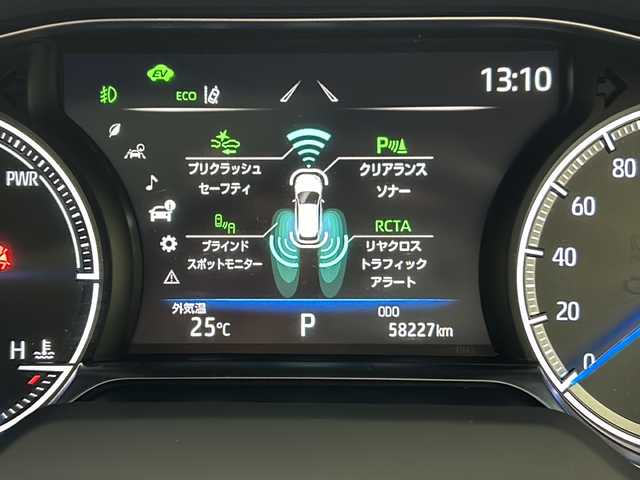 EV
ECO
13:10
PWR
プリクラッシュ
セーフティ
P
クリアランス
ソナー
A
ブラインド
スポットモニター
RCTA
リヤクロス
トラフィック
アラート
外気温
25℃
P
ODO
58227km
H
80
60
40
20
0